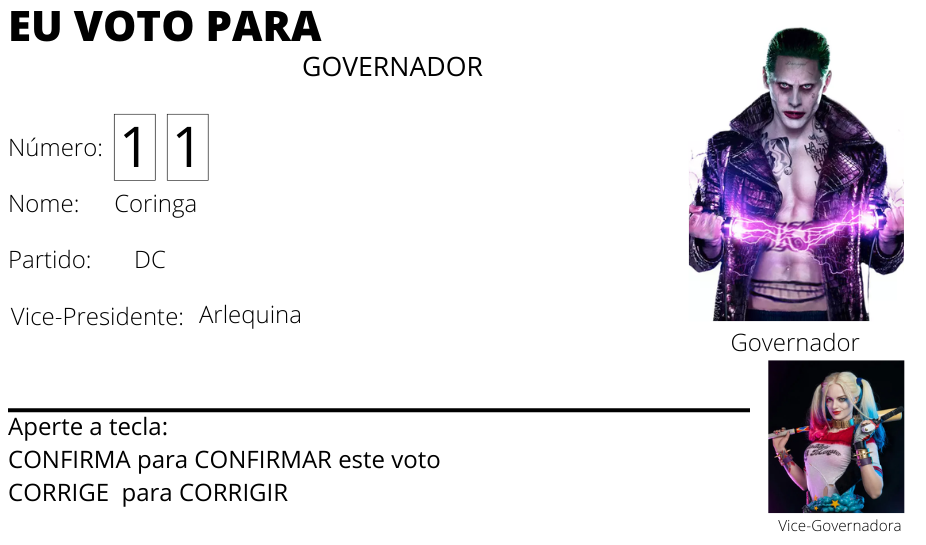 EU VOTO PARA
GOVERNADOR
Número: 1 1
Nome: Coringa
Partido: DC
Vice-Presidente: Arlequina
Governador
Aperte a tecla:
CONFIRMA para CONFIRMAR este voto
CORRIGE para CORRIGIR
Vice-Governadora